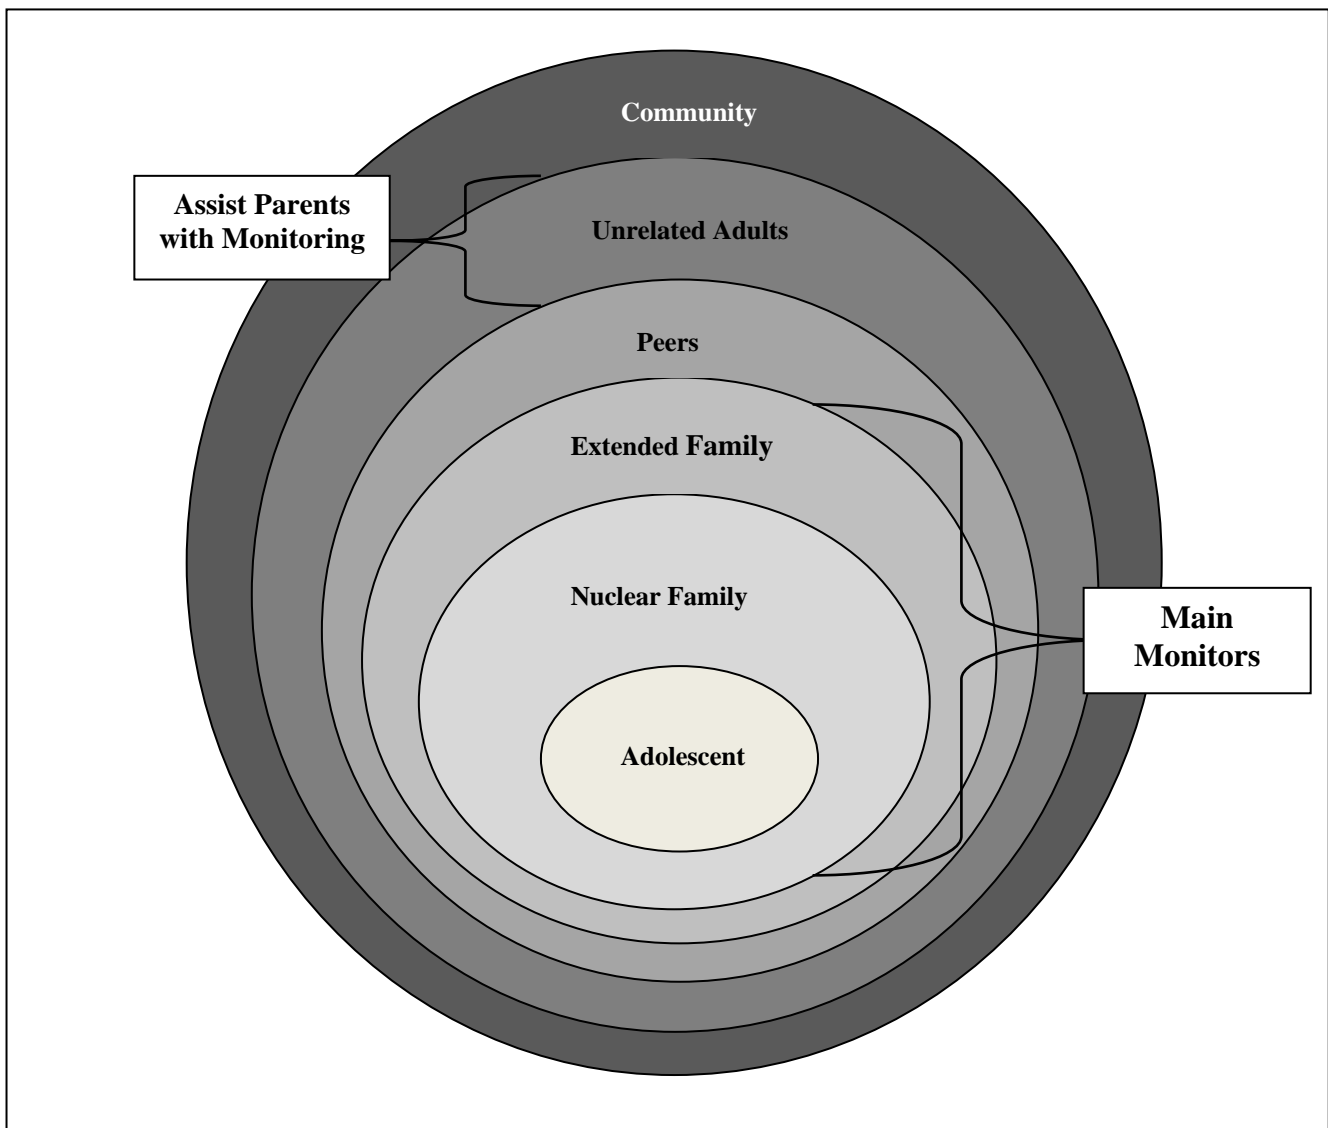 Community
Assist Parents
with Monitoring
Unrelated Adults
Peers
Extended Family
Nuclear Family
Main
Monitors
Adolescent